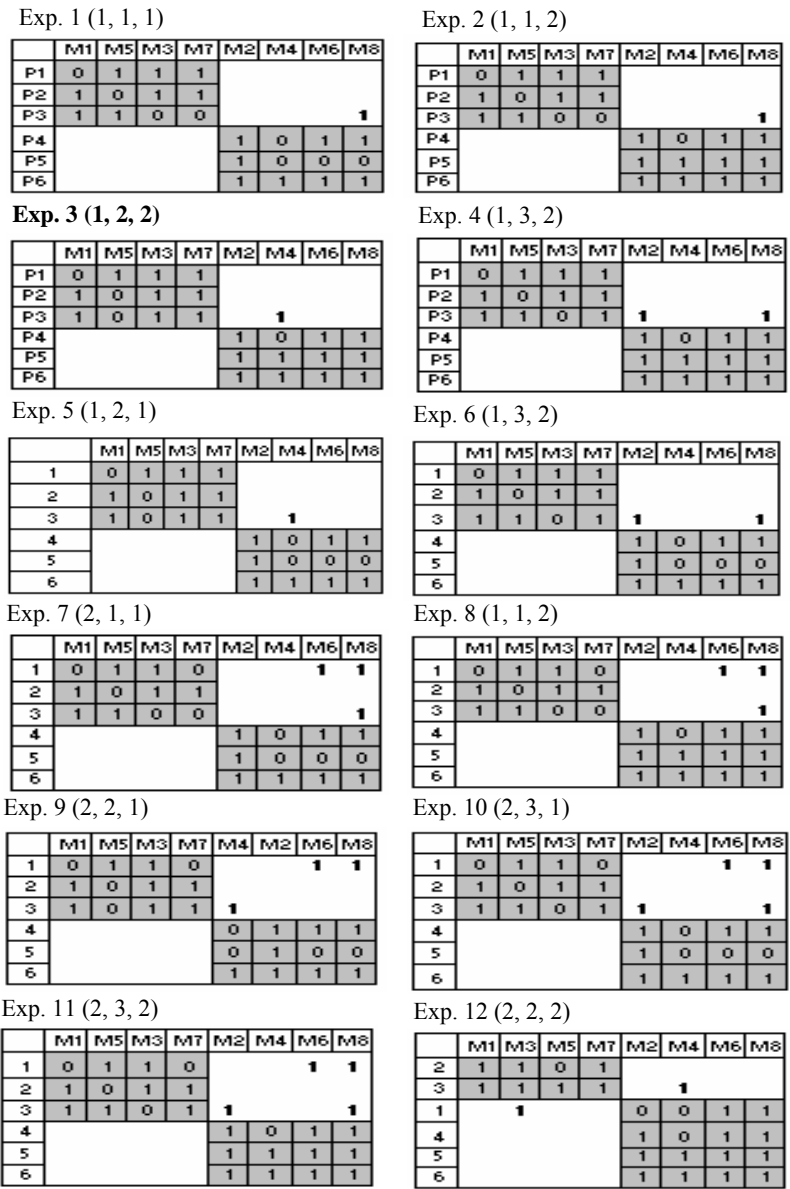 Exp. 1 (1, 1, 1)
M1 M5 M3 M7 M2 M4 M6 M8
P1 0 1 1 1
P2 1 0 1 1
P3 1 1 0 0 1
P4 1 0 1 1
P5 1 0 0 0
P6 1 1 1 1
Exp. 2 (1, 1, 2)
M1 M5 M3 M7 M2 M4 M6 M8
P1 0 1 1 1
P2 1 0 1 1
P3 1 1 0 0 1
P4 1 0 1 1
P5 1 1 1 1
P6 1 1 1 1
Exp. 3 (1, 2, 2)
M1 M5 M3 M7 M2 M4 M6 M8
P1 0 1 1 1
P2 1 0 1 1
P3 1 0 1 1 1
P4 1 0 1 1
P5 1 1 1 1
P6 1 1 1 1
Exp. 4 (1, 3, 2)
M1 M5 M3 M7 M2 M4 M6 M8
P1 0 1 1 1
P2 1 0 1 1
P3 1 1 0 1 1 1
P4 1 0 1 1
P5 1 1 1 1
P6 1 1 1 1
Exp. 5 (1, 2, 1)
M1 M5 M3 M7 M2 M4 M6 M8
1 0 1 1 1
2 1 0 1 1
3 1 0 1 1 1
4 1 0 1 1
5 1 0 0 0
6 1 1 1 1
Exp. 6 (1, 3, 2)
M1 M5 M3 M7 M2 M4 M6 M8
1 0 1 1 1
2 1 0 1 1
3 1 1 0 1 1 1
4 1 0 1 1
5 1 0 0 0
6 1 1 1 1
Exp. 7 (2, 1, 1)
M1 M5 M3 M7 M2 M4 M6 M8
1 0 1 1 0 1 1
2 1 0 1 1
3 1 1 0 0 1
4 1 0 1 1
5 1 0 0 0
6 1 1 1 1
Exp. 8 (1, 1, 2)
M1 M5 M3 M7 M2 M4 M6 M8
1 0 1 1 0 1 1
2 1 0 1 1
3 1 1 0 0 1
4 1 0 1 1
5 1 1 1 1
6 1 1 1 1
Exp. 9 (2, 2, 1)
M1 M5 M3 M7 M4 M2 M6 M8
1 0 1 1 0 1 1
2 1 0 1 1
3 1 0 1 1 1
4 0 1 1 1
5 0 1 0 0
6 1 1 1 1
Exp. 10 (2, 3, 1)
M1 M5 M3 M7 M2 M4 M6 M8
1 0 1 1 0 1 1
2 1 0 1 1
3 1 1 0 1 1 1
4 1 0 1 1
5 1 0 0 0
6 1 1 1 1
Exp. 11 (2, 3, 2)
M1 M5 M3 M7 M2 M4 M6 M8
1 0 1 1 0 1 1
2 1 0 1 1
3 1 1 0 1 1 1
4 1 0 1 1
5 1 1 1 1
6 1 1 1 1
Exp. 12 (2, 2, 2)
M1 M3 M5 M7 M2 M4 M6 M8
2 1 1 0 1
3 1 1 1 1 1
1 1 0 0 1 1
4 1 0 1 1
5 1 1 1 1
6 1 1 1 1